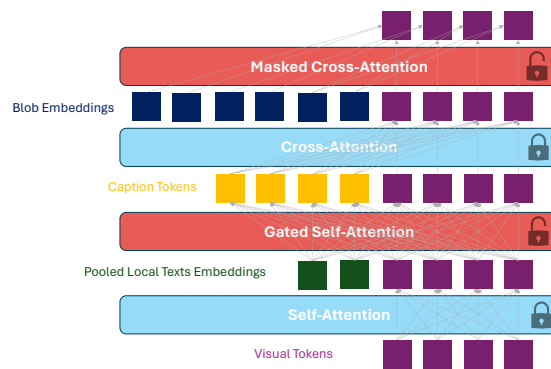 Masked Cross-Attention
Blob Embeddings
Cross-Attention
Caption Tokens
Gated Self-Attention
Pooled Local Texts Embeddings
Self-Attention
Visual Tokens